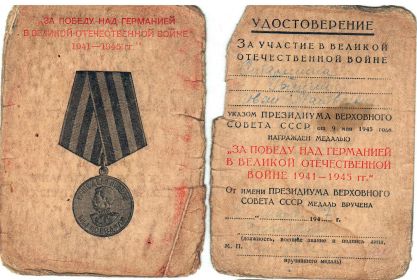 „ЗА ПОБЕДУ НАД ГЕРМАНИЕЙ
В ВЕЛИКОЙ ОТЕЧЕСТВЕННОЙ ВОЙНЕ
1941—1945 гг.
УДОСТОВЕРЕНИЕ
ЗА УЧАСТИЕ В ВЕЛИКОЙ
ОТЕЧЕСТВЕННОЙ ВОЙНЕ
УКАЗОМ ПРЕЗИДИУМА ВЕРХОВНОГО
СОВЕТА СССР от 9 мая 1945 года
НАГРАЖДЕН МЕДАЛЬЮ
„ЗА ПОБЕДУ НАД ГЕРМАНИЕЙ
В ВЕЛИКОЙ ОТЕЧЕСТВЕННОЙ
ВОЙНЕ 1941—1945 гг.“
От имени ПРЕЗИДИУМА ВЕРХОВНОГО
СОВЕТА СССР МЕДАЛЬ ВРУЧЕНА
194 г.
(должность, воинское звание и подпись лица,
М. П.
вручившего медаль)